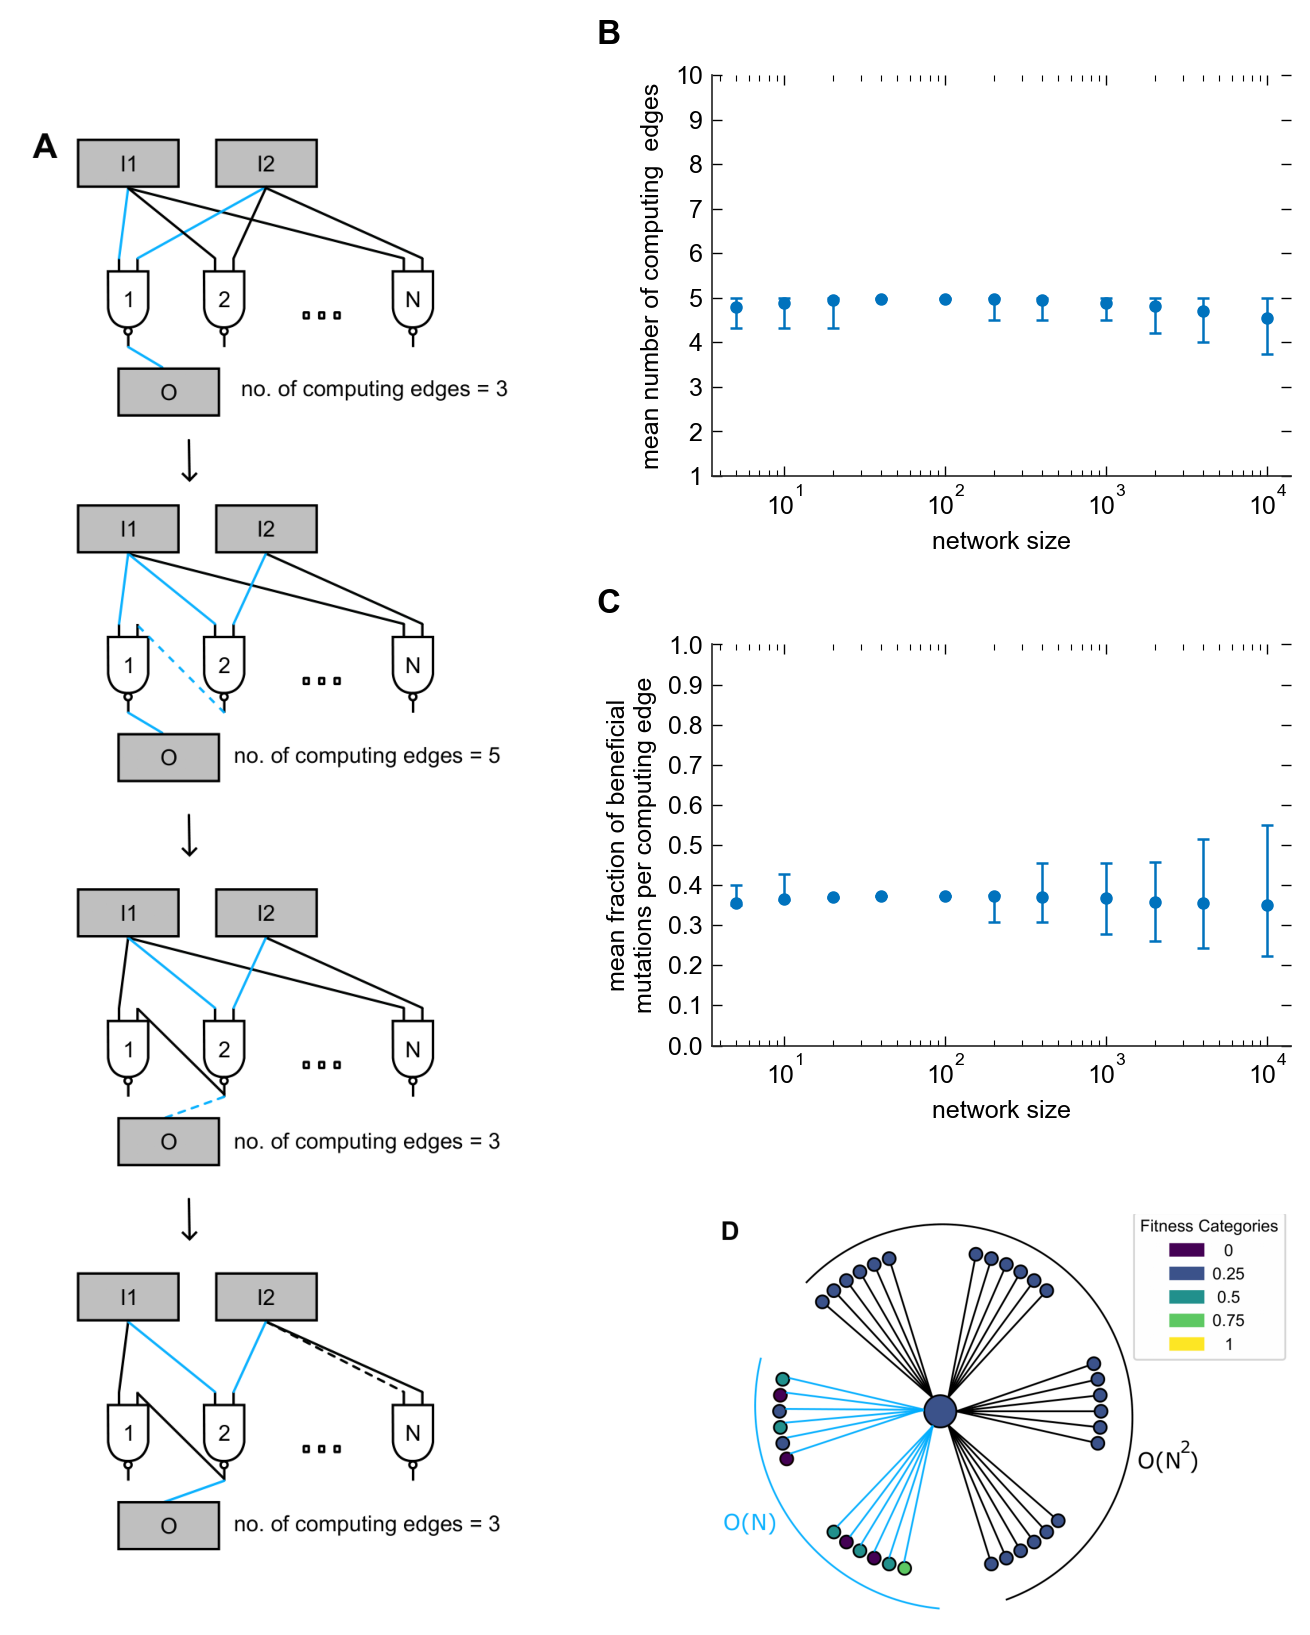 A
I1 I2
1 2 N
O no. of computing edges = 3
I1 I2
1 2 N
O no. of computing edges = 5
I1 I2
1 2 N
O no. of computing edges = 3
I1 I2
1 2 N
O no. of computing edges = 3
B
mean number of computing edges
10
9
8
7
6
5
4
3
2
1
10^1 10^2 10^3 10^4
network size
C
mean fraction of beneficial
mutations per computing edge
1.0
0.9
0.8
0.7
0.6
0.5
0.4
0.3
0.2
0.1
0.0
10^1 10^2 10^3 10^4
network size
D
Fitness Categories
0
0.25
0.5
0.75
1
O(N^2)
O(N)